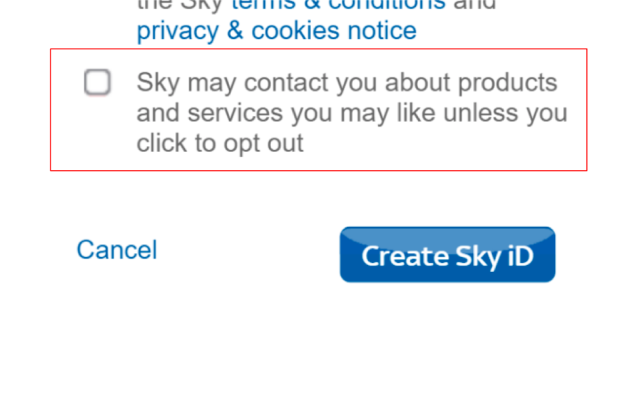 the Sky terms & conditions and
privacy & cookies notice
Sky may contact you about products
and services you may like unless you
click to opt out
Cancel
Create Sky iD